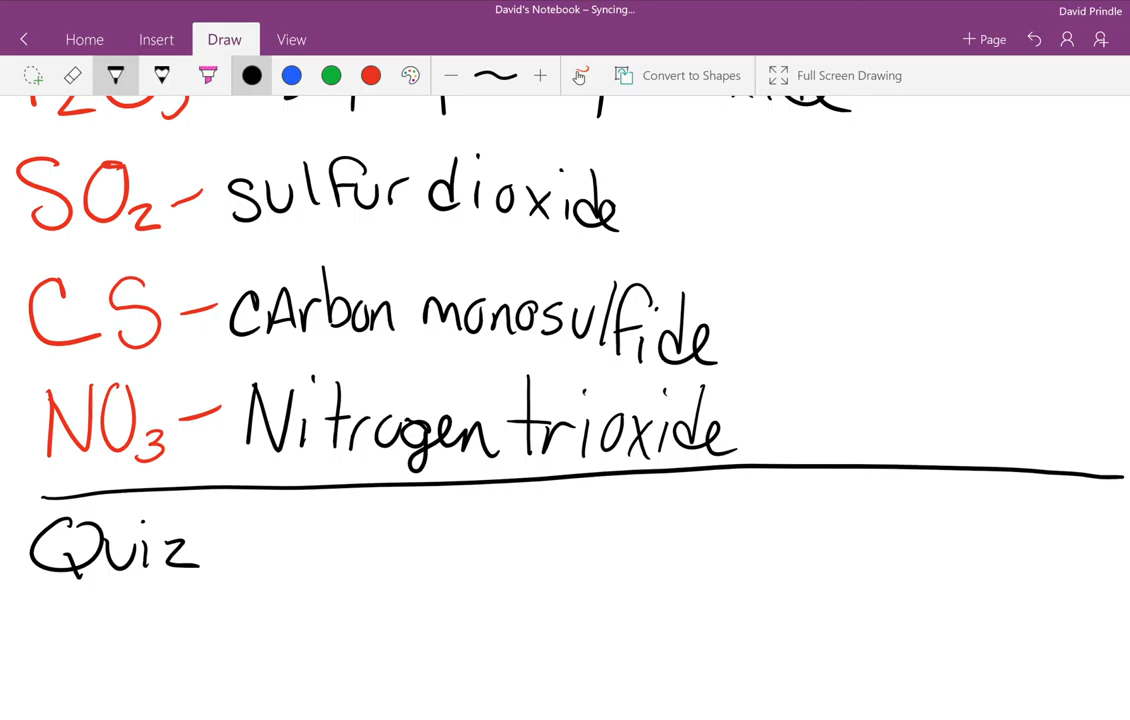 David's Notebook – Syncing...
David Prindle
Home Insert Draw View
+ Page
Convert to Shapes Full Screen Drawing
SO₂ - sulfur dioxide
CS - cArbon monosulfide
NO₃ - Nitrogen trioxide
Quiz